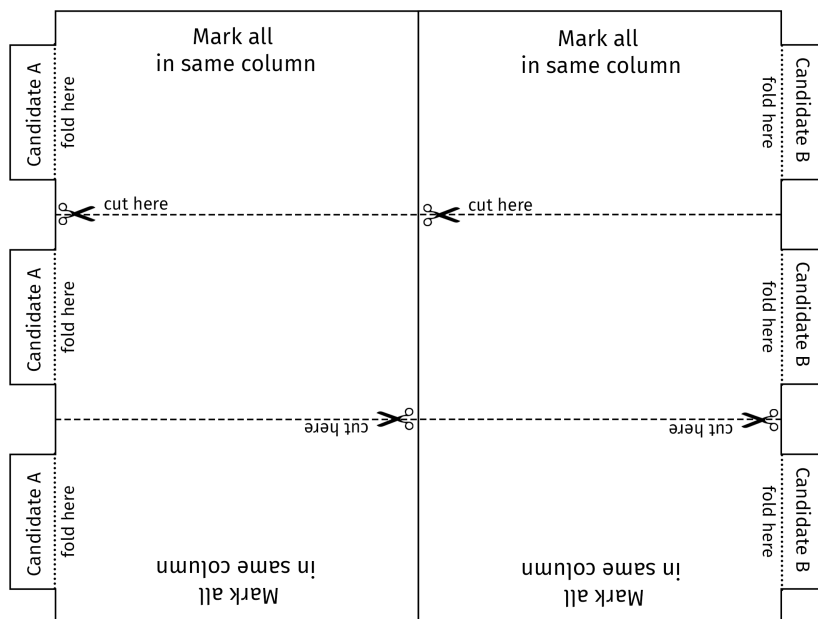 Mark all
in same column
Mark all
in same column
Candidate A
fold here
fold here
Candidate B
cut here
cut here
Candidate A
fold here
fold here
Candidate B
cut here
cut here
Candidate A
fold here
fold here
Candidate B
Mark all
in same column
Mark all
in same column